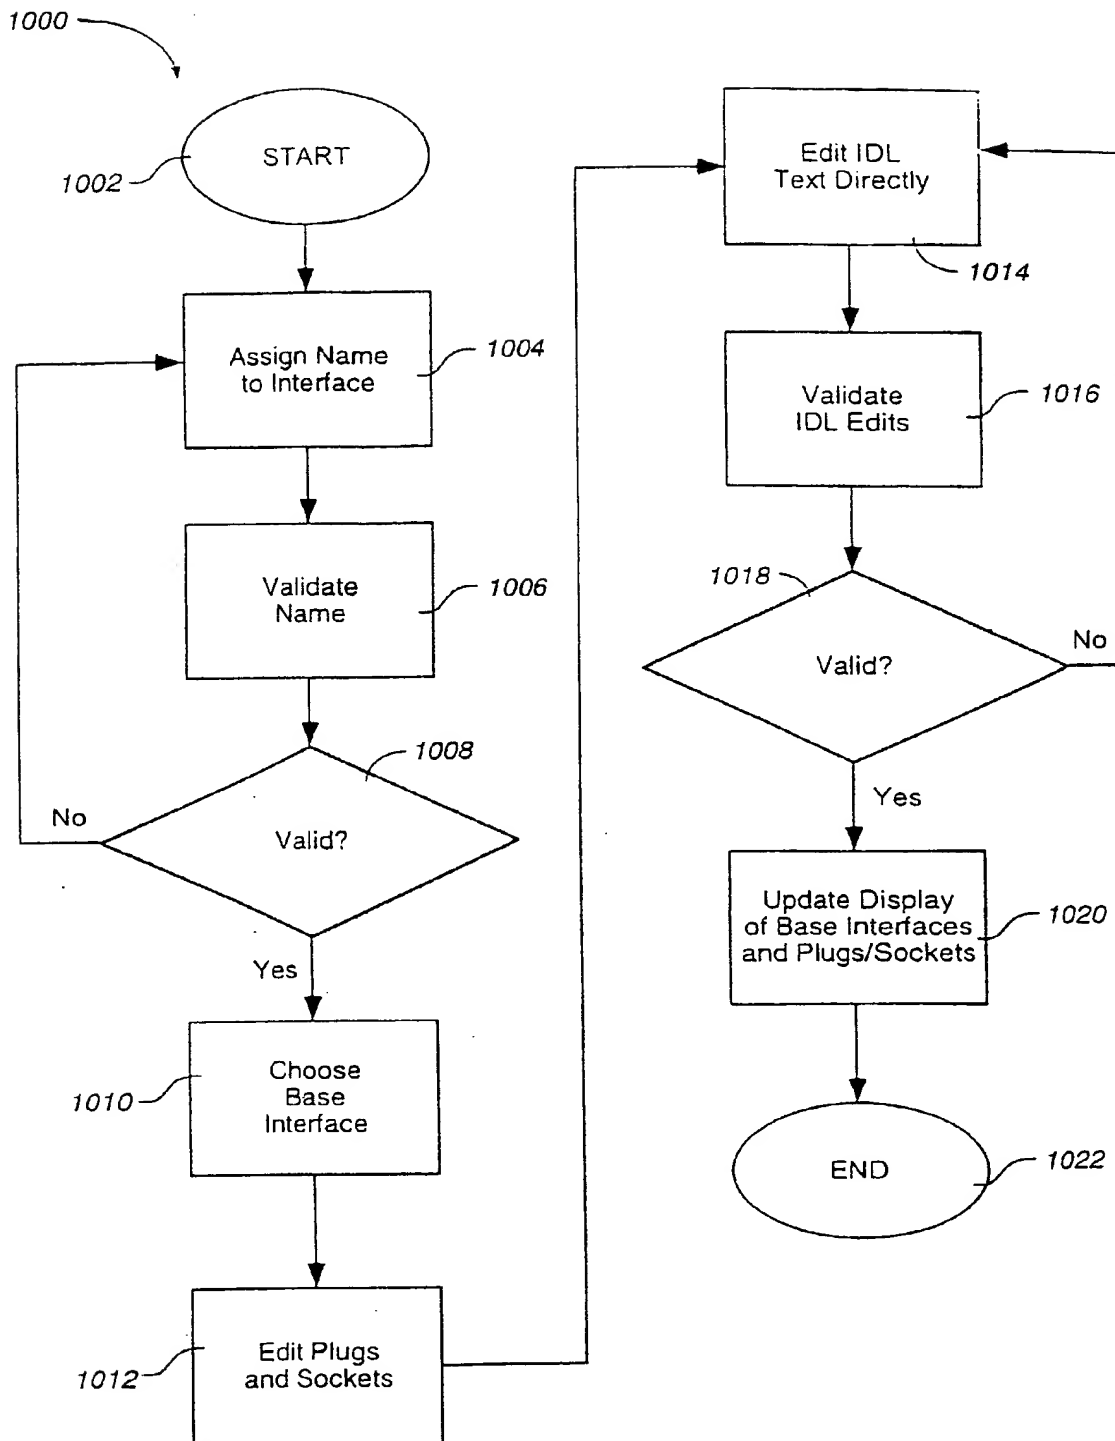 1000
START
1002
Assign Name
to Interface
1004
Validate
Name
1006
1008
Valid?
No
Yes
Choose
Base
Interface
1010
Edit Plugs
and Sockets
1012
Edit IDL
Text Directly
1014
Validate
IDL Edits
1016
1018
Valid?
No
Yes
Update Display
of Base Interfaces
and Plugs/Sockets
1020
END
1022